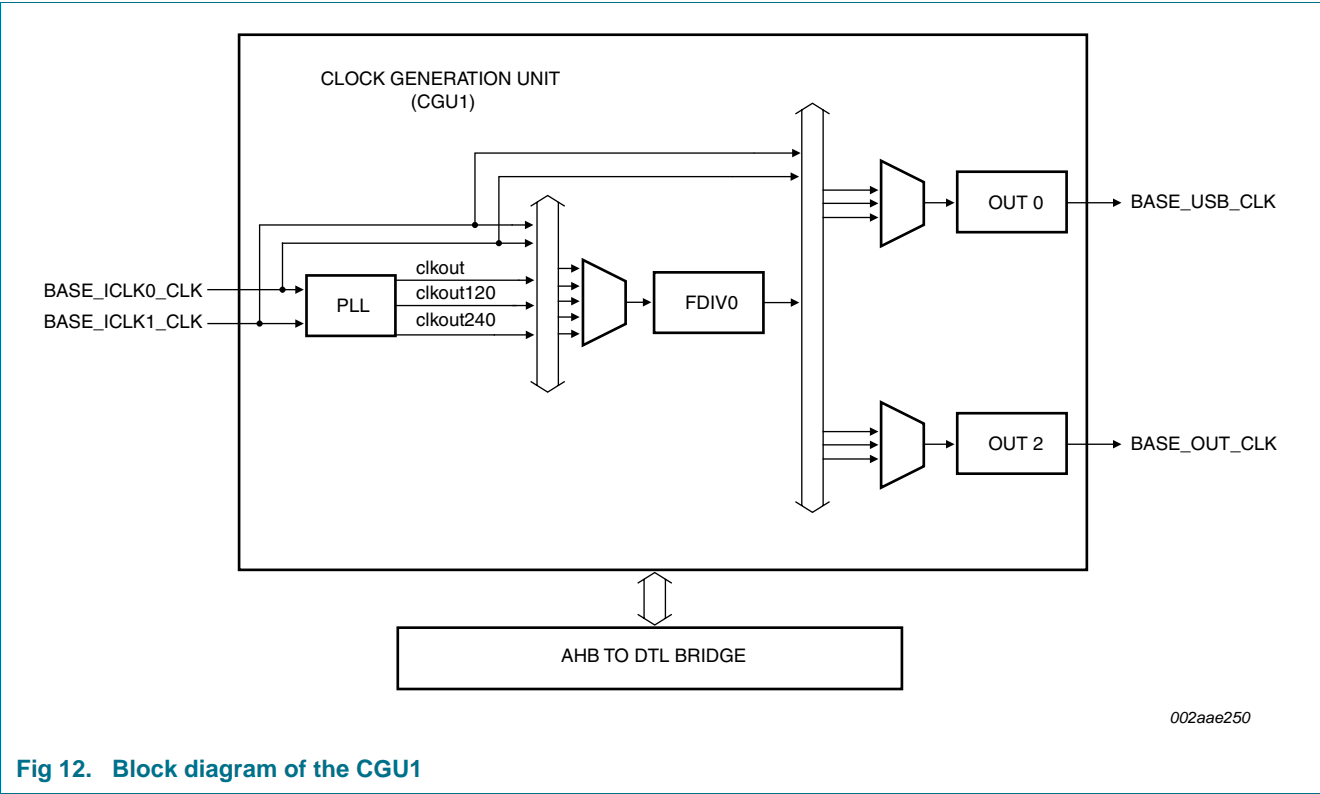 CLOCK GENERATION UNIT
(CGU1)
OUT 0
BASE_USB_CLK
clkout
BASE_ICLK0_CLK
clkout120
PLL
FDIV0
BASE_ICLK1_CLK
clkout240
OUT 2
BASE_OUT_CLK
AHB TO DTL BRIDGE
002aae250
Fig 12. Block diagram of the CGU1